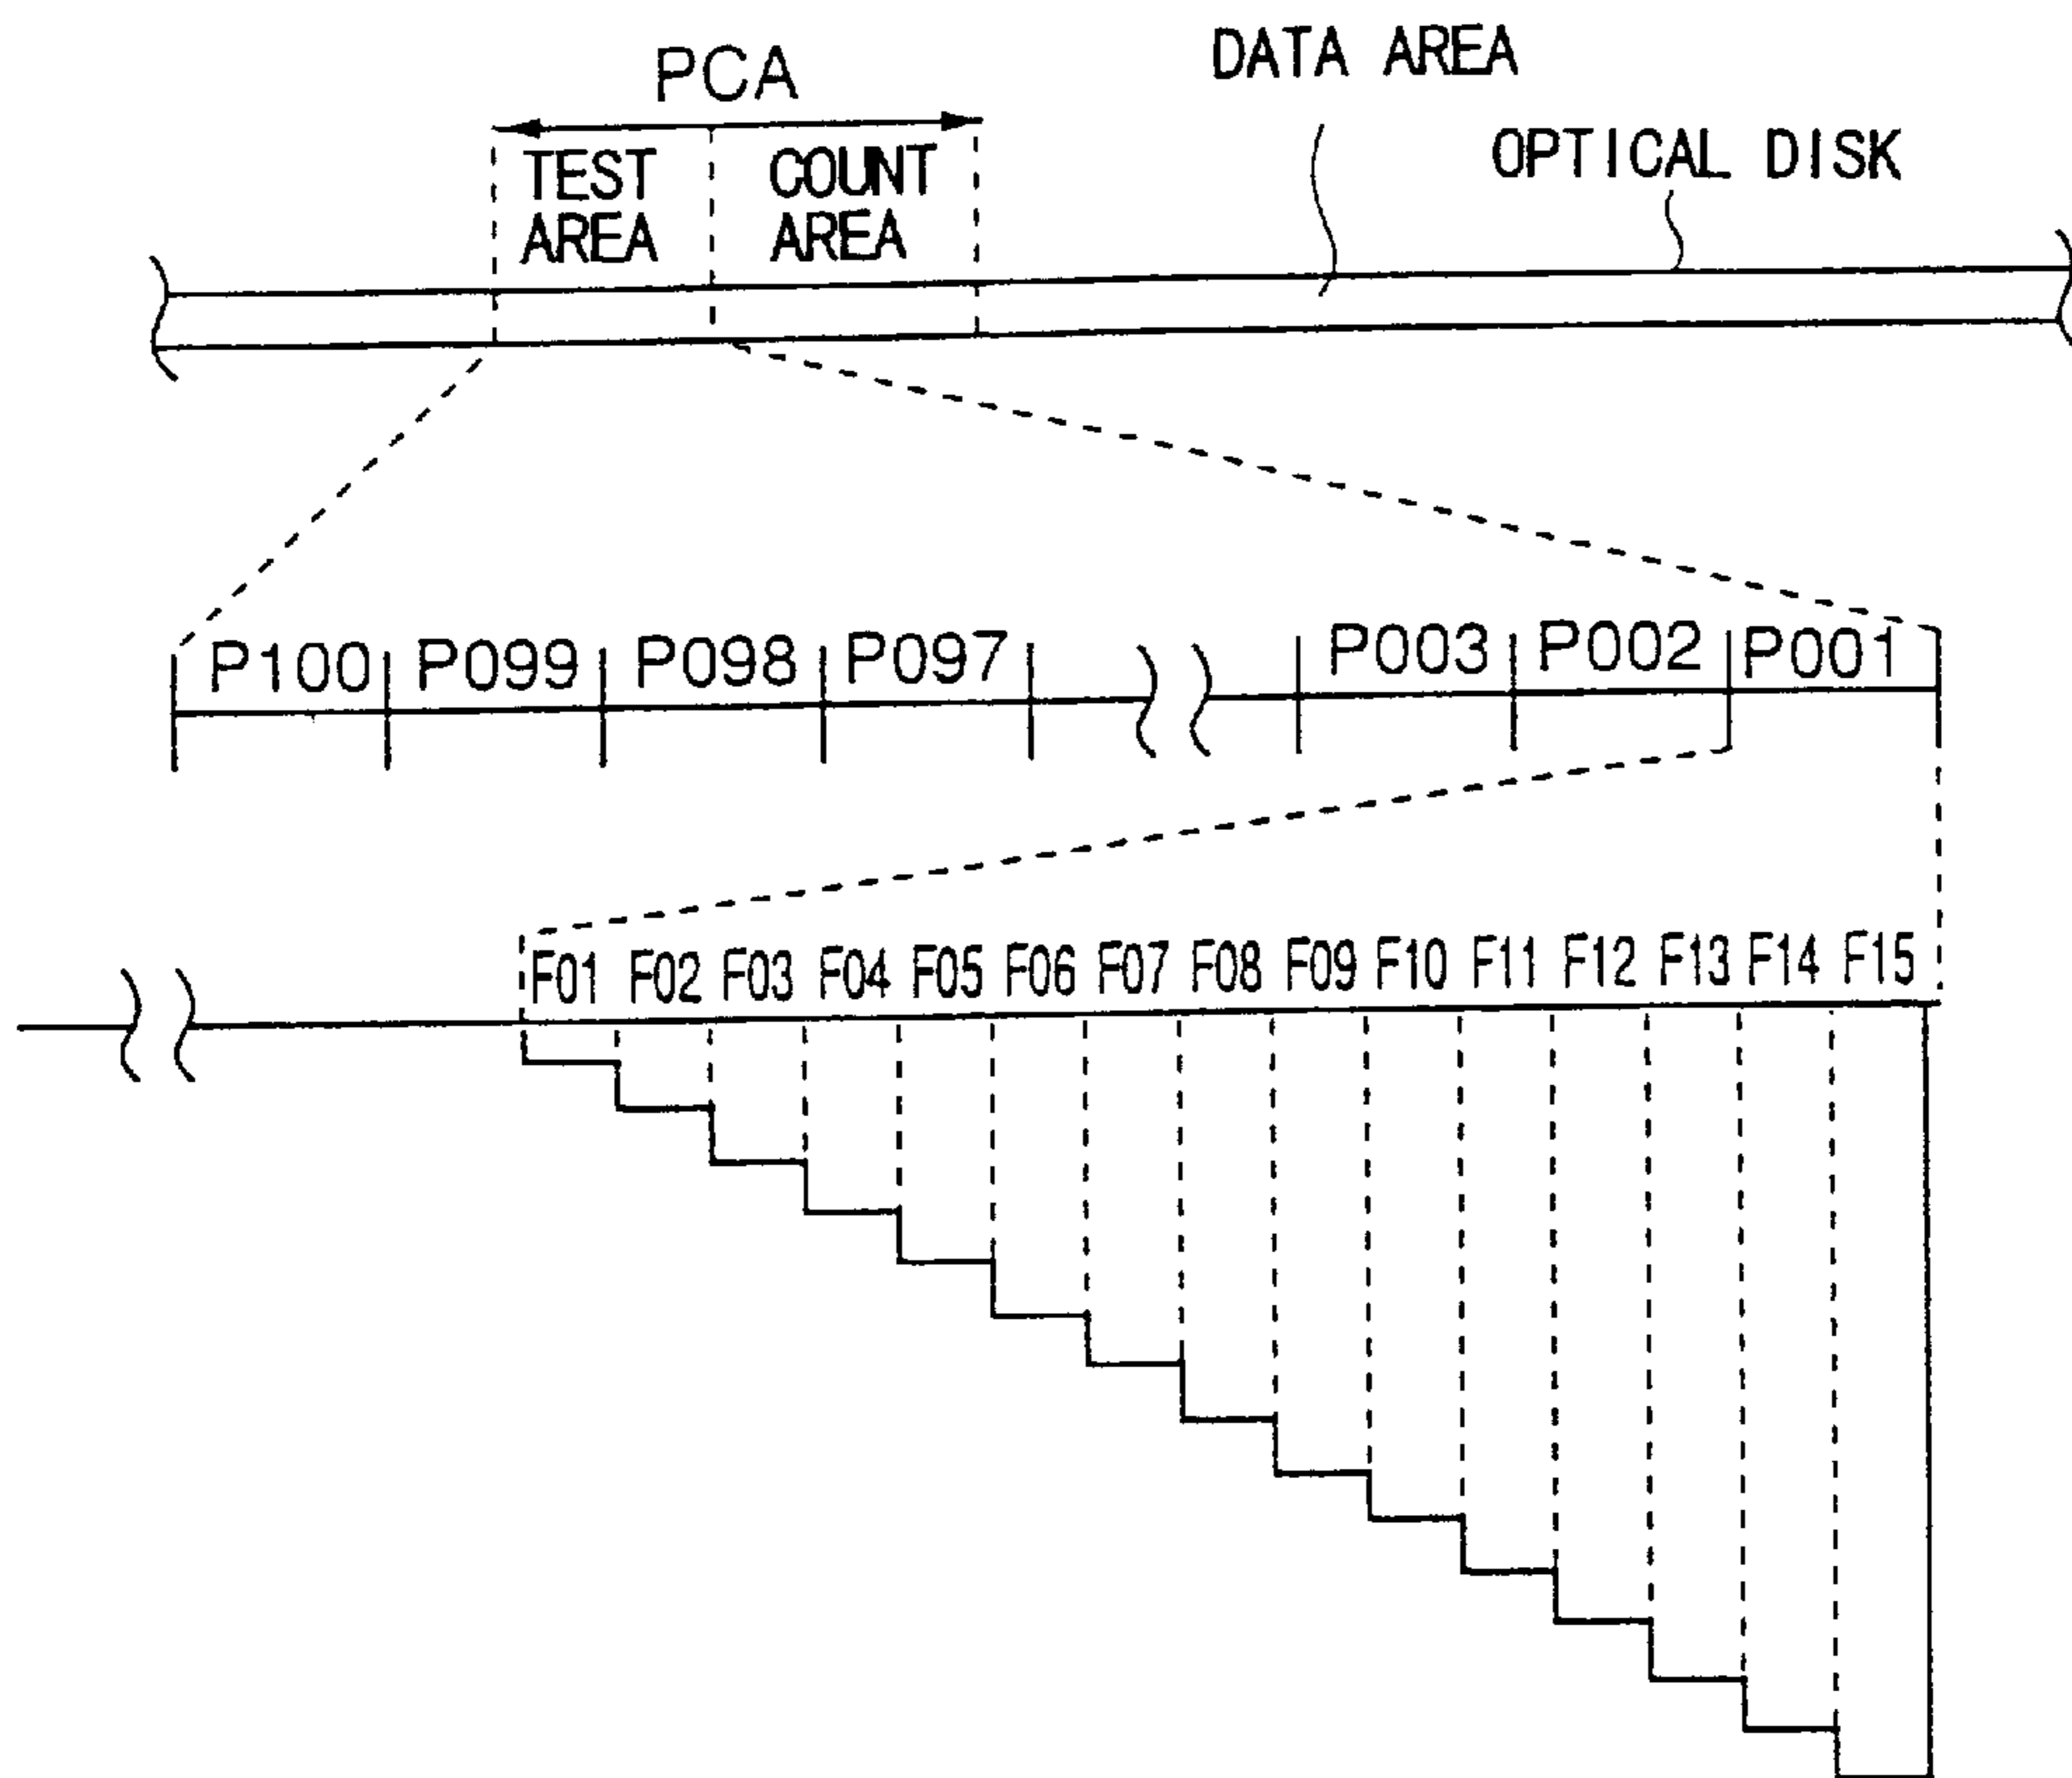 PCA
DATA AREA
OPTICAL DISK
TEST AREA
COUNT AREA
P100 P099 P098 P097 P003 P002 P001
F01 F02 F03 F04 F05 F06 F07 F08 F09 F10 F11 F12 F13 F14 F15